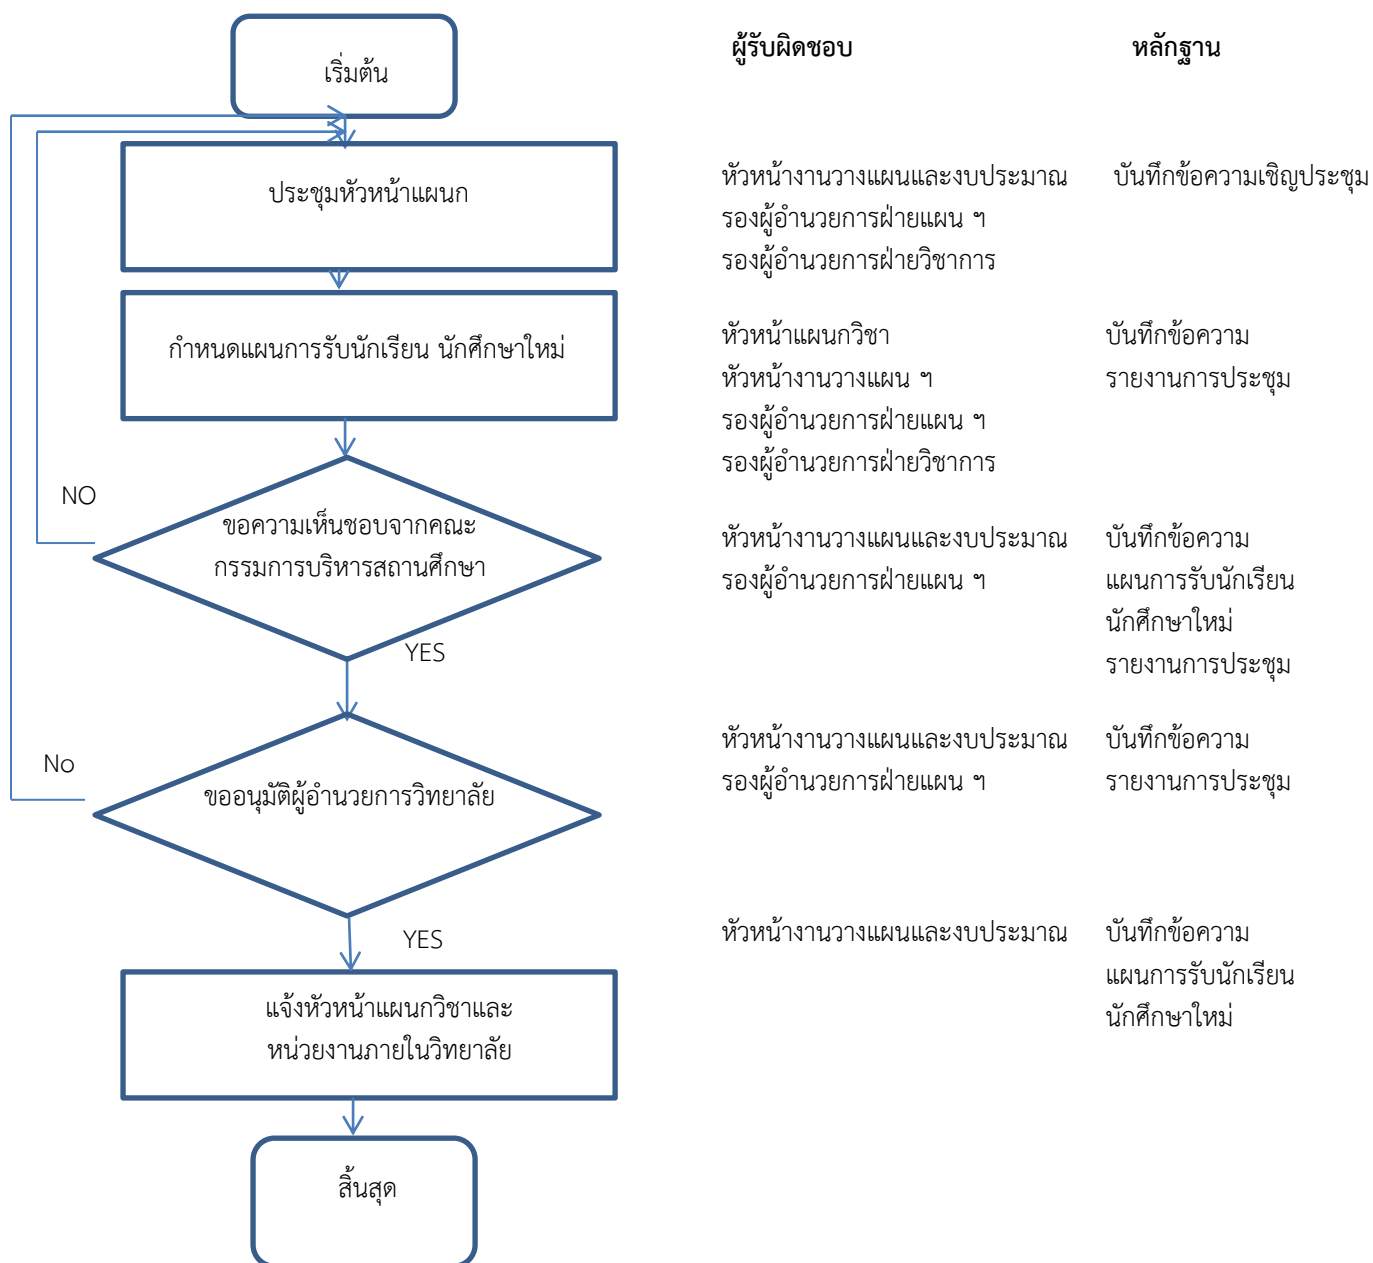 ผู้รับผิดชอบ
หลักฐาน
เริ่มต้น
ประชุมหัวหน้าแผนก
หัวหน้างานวางแผนและงบประมาณ
รองผู้อำนวยการฝ่ายแผน ฯ
รองผู้อำนวยการฝ่ายวิชาการ
บันทึกข้อความเชิญประชุม
กำหนดแผนการรับนักเรียน นักศึกษาใหม่
หัวหน้าแผนกวิชา
หัวหน้างานวางแผน ฯ
รองผู้อำนวยการฝ่ายแผน ฯ
รองผู้อำนวยการฝ่ายวิชาการ
บันทึกข้อความ
รายงานการประชุม
NO
ขอความเห็นชอบจากคณะ
กรรมการบริหารสถานศึกษา
YES
หัวหน้างานวางแผนและงบประมาณ
รองผู้อำนวยการฝ่ายแผน ฯ
บันทึกข้อความ
แผนการรับนักเรียน
นักศึกษาใหม่
รายงานการประชุม
No
ขออนุมัติผู้อำนวยการวิทยาลัย
YES
หัวหน้างานวางแผนและงบประมาณ
รองผู้อำนวยการฝ่ายแผน ฯ
บันทึกข้อความ
รายงานการประชุม
แจ้งหัวหน้าแผนกวิชาและ
หน่วยงานภายในวิทยาลัย
หัวหน้างานวางแผนและงบประมาณ
บันทึกข้อความ
แผนการรับนักเรียน
นักศึกษาใหม่
สิ้นสุด